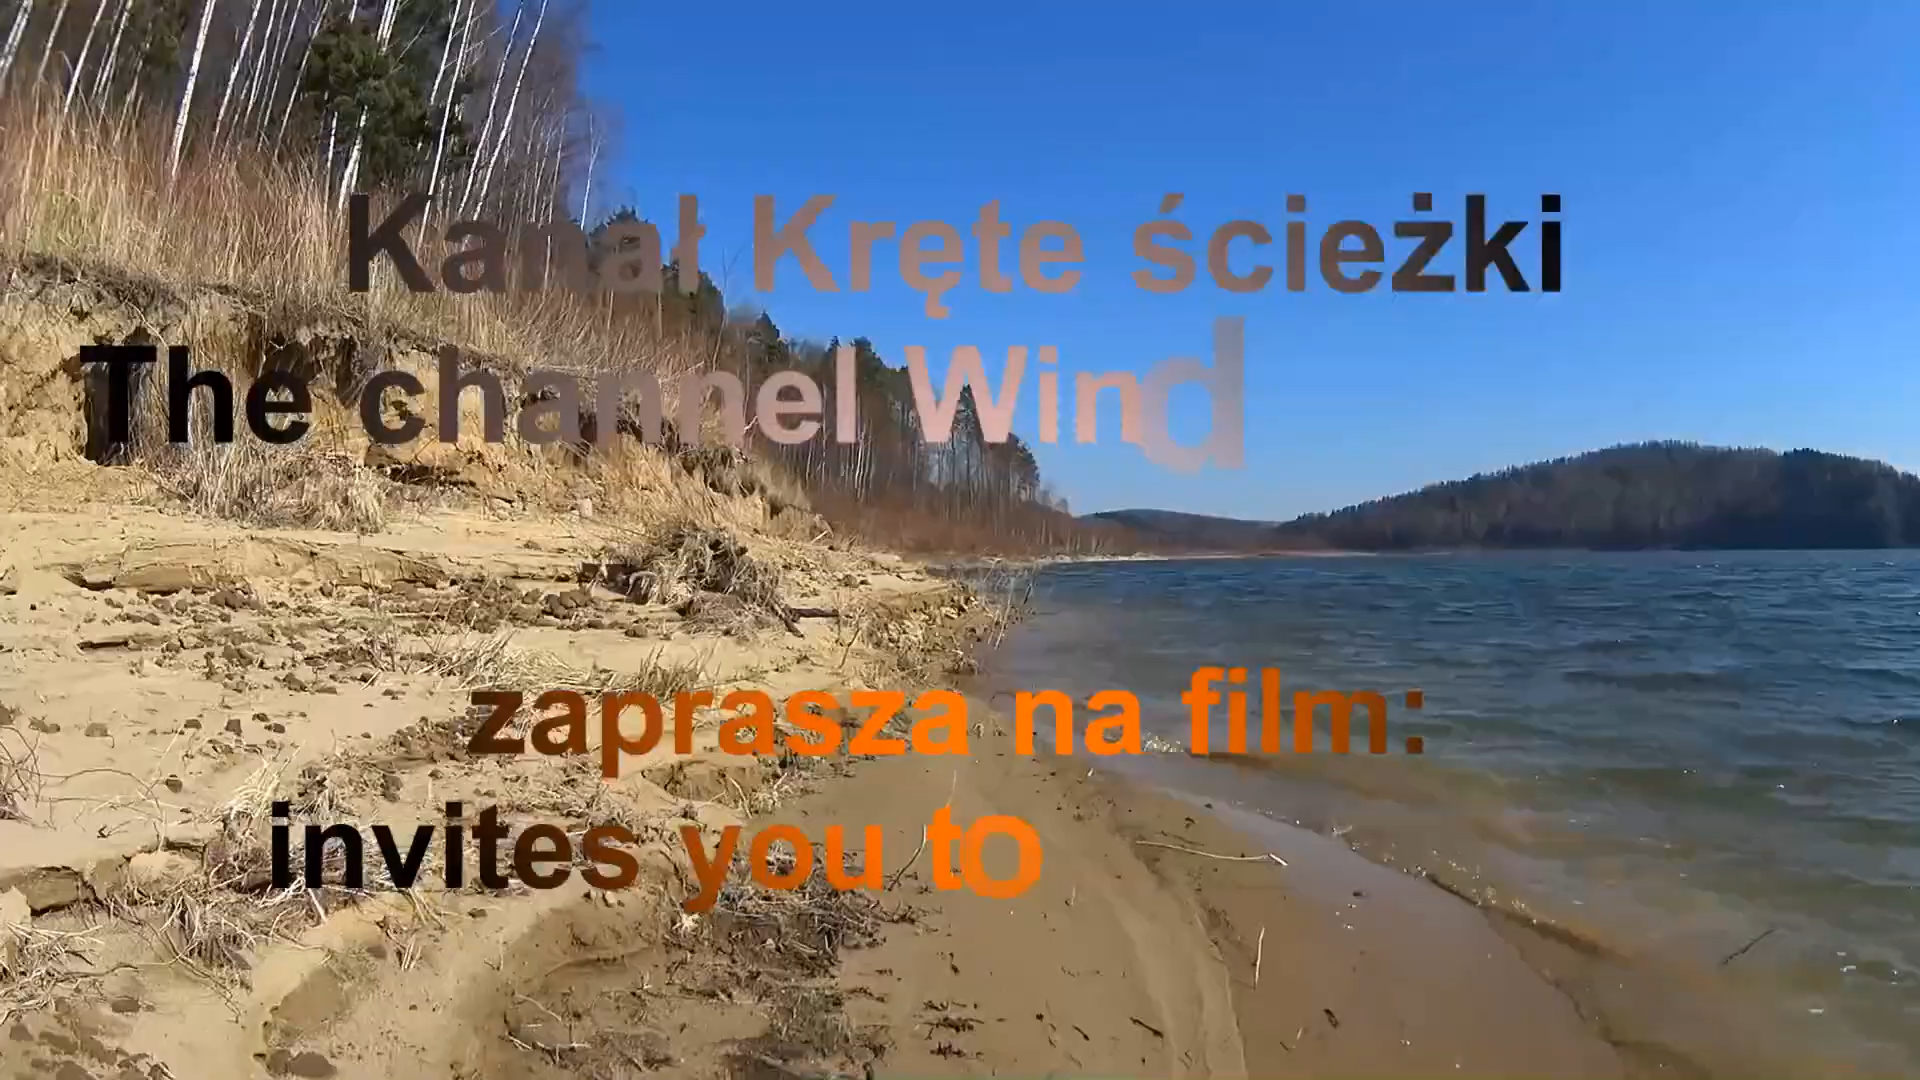 Kanał Kręte ścieżki
The channel Wind
zaprasza na film:
invites you to